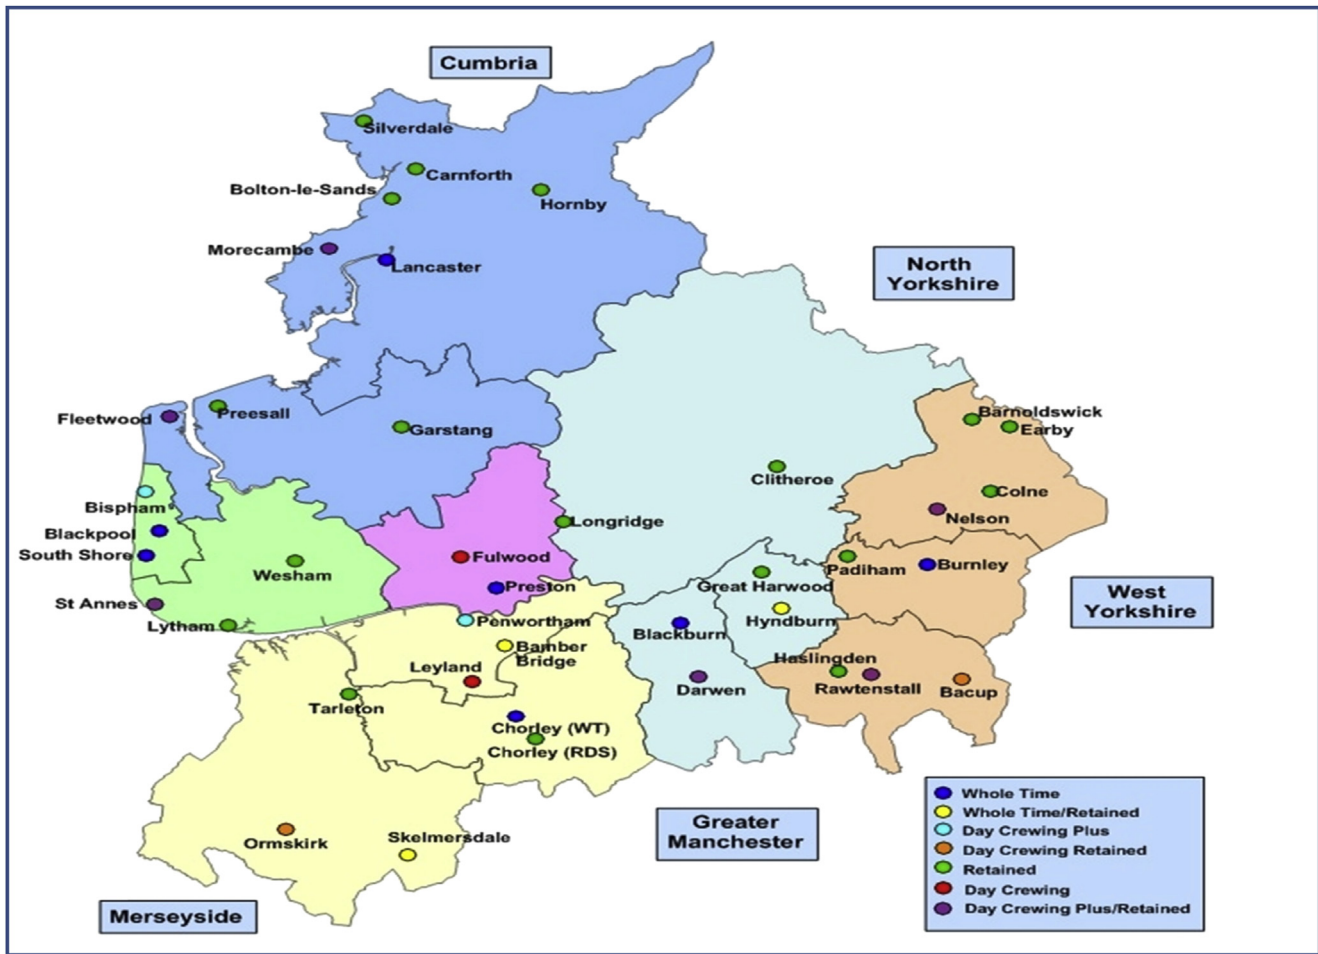 Cumbria
Silverdale
Carnforth
Bolton-le-Sands
Hornby
Morecambe
Lancaster
North
Yorkshire
Fleetwood
Preesall
Garstang
Barnoldswick
Earby
Clitheroe
Colne
Bispham
Nelson
Longridge
Blackpool
South Shore
Fulwood
Wesham
Padiham
Burnley
Great Harwood
Preston
St Annes
West
Yorkshire
Lytham
Penwortham
Hyndburn
Blackburn
Bamber
Bridge
Leyland
Haslingden
Darwen
Rawtenstall
Bacup
Tarleton
Chorley (WT)
Chorley (RDS)
Whole Time
Whole Time/Retained
Day Crewing Plus
Day Crewing Retained
Retained
Day Crewing
Day Crewing Plus/Retained
Greater
Manchester
Ormskirk
Skelmersdale
Merseyside